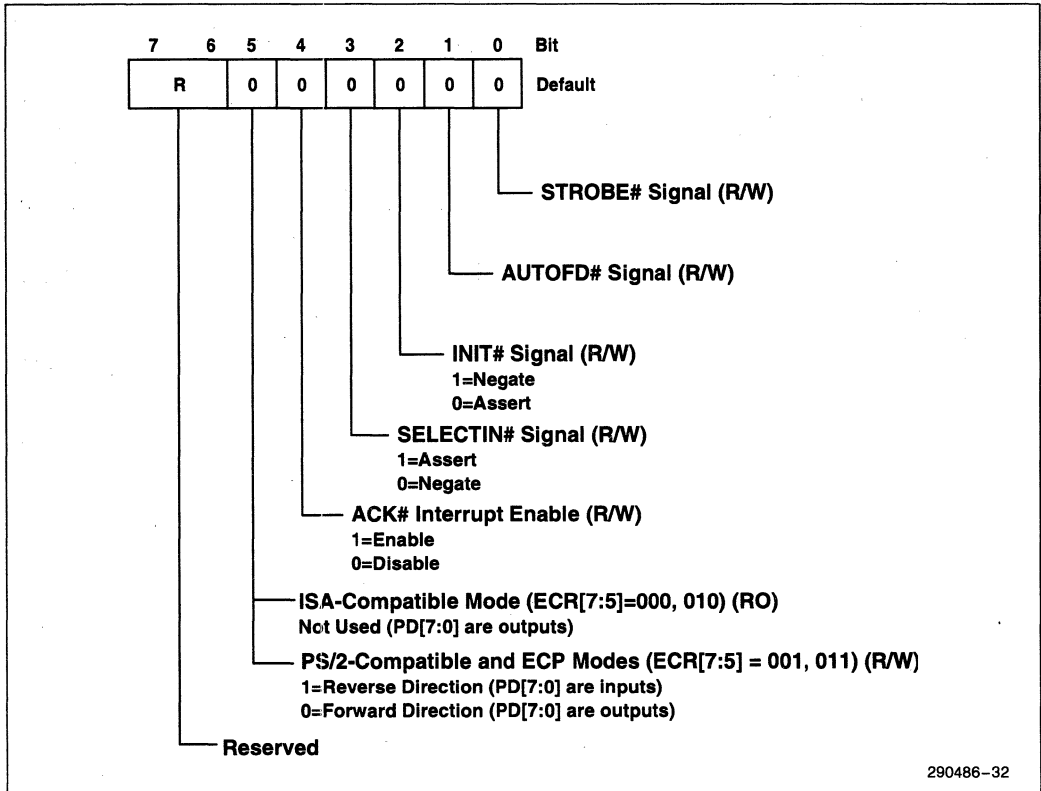 7 6 5 4 3 2 1 0 Bit
R 0 0 0 0 0 0 Default
STROBE# Signal (R/W)
AUTOFD# Signal (R/W)
INIT# Signal (R/W)
1=Negate
0=Assert
SELECTIN# Signal (R/W)
1=Assert
0=Negate
ACK# Interrupt Enable (R/W)
1=Enable
0=Disable
ISA-Compatible Mode (ECR[7:5]=000, 010) (RO)
Not Used (PD[7:0] are outputs)
PS/2-Compatible and ECP Modes (ECR[7:5] = 001, 011) (R/W)
1=Reverse Direction (PD[7:0] are inputs)
0=Forward Direction (PD[7:0] are outputs)
Reserved
290486-32